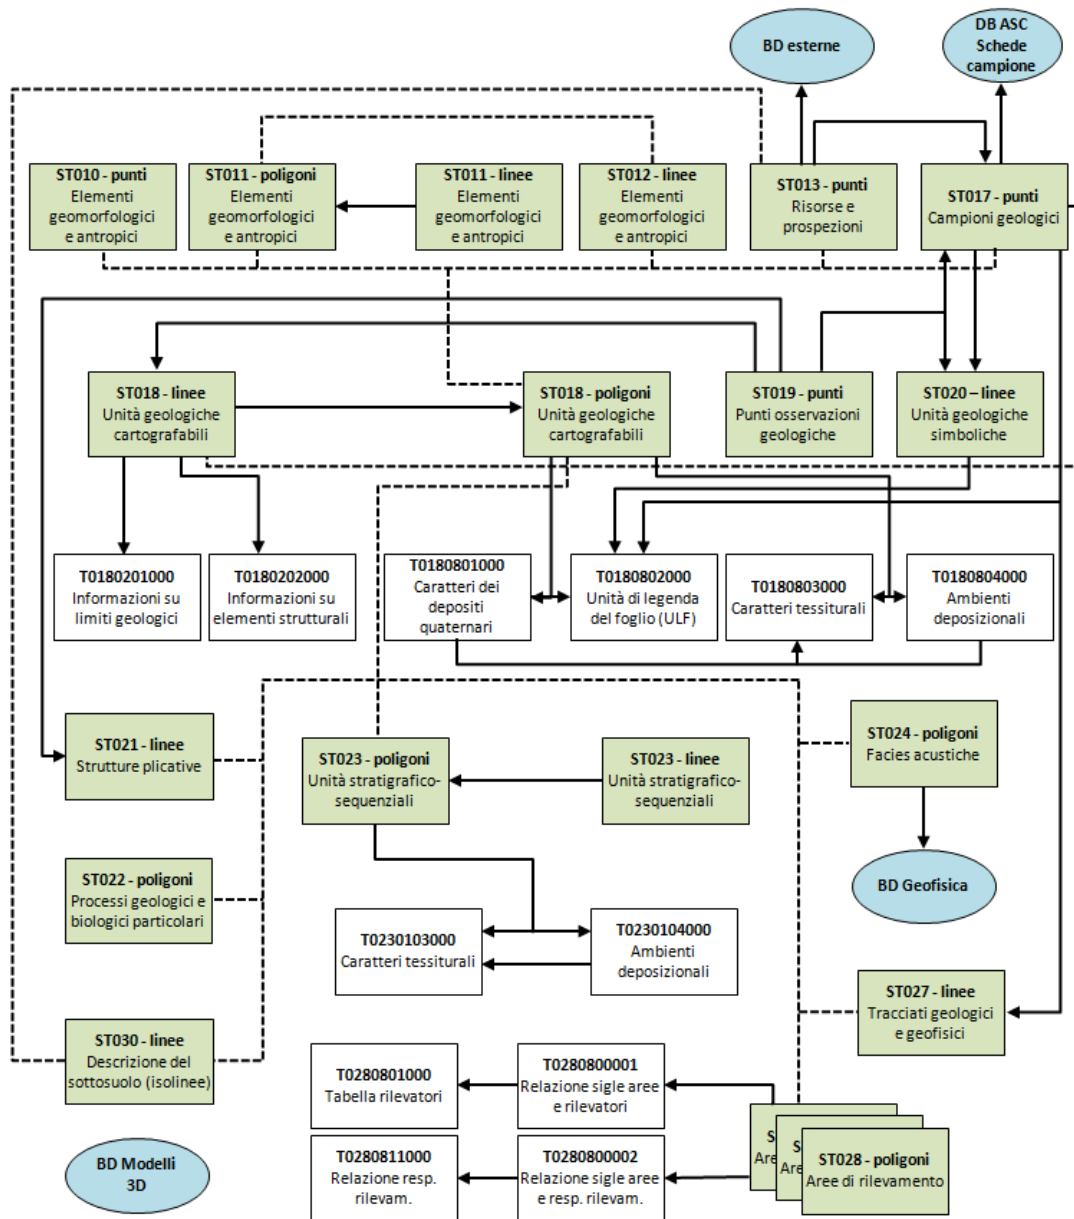 BD esterne
DB ASC
Schede
campione
ST010 - punti
Elementi
geomorfologici
e antropici
ST011 - poligoni
Elementi
geomorfologici
e antropici
ST011 - linee
Elementi
geomorfologici
e antropici
ST012 - linee
Elementi
geomorfologici
e antropici
ST013 - punti
Risorse e
prospezioni
ST017 - punti
Campioni geologici
ST018 - linee
Unità geologiche
cartografabili
ST018 - poligoni
Unità geologiche
cartografabili
ST019 - punti
Punti osservazioni
geologiche
ST020 – linee
Unità geologiche
simboliche
T0180201000
Informazioni su
limiti geologici
T0180202000
Informazioni su
elementi strutturali
T0180801000
Caratteri dei
depositi
quaternari
T0180802000
Unità di legenda
del foglio (ULF)
T0180803000
Caratteri tessiturali
T0180804000
Ambienti
deposizionali
ST021 - linee
Strutture plicative
ST023 - poligoni
Unità stratigrafico-
sequenziali
ST023 - linee
Unità stratigrafico-
sequenziali
ST024 - poligoni
Facies acustiche
ST022 - poligoni
Processi geologici e
biologici particolari
BD Geofisica
T0230103000
Caratteri tessiturali
T0230104000
Ambienti
deposizionali
ST027 - linee
Tracciati geologici
e geofisici
ST030 - linee
Descrizione del
sottosuolo (isolinee)
T0280801000
Tabella rilevatori
T0280800001
Relazione sigle aree
e rilevatori
BD Modelli
3D
T0280811000
Relazione resp.
rilevam.
T0280800002
Relazione sigle aree
e resp. rilevam.
S
Are
S
Are
ST028 - poligoni
Aree di rilevamento